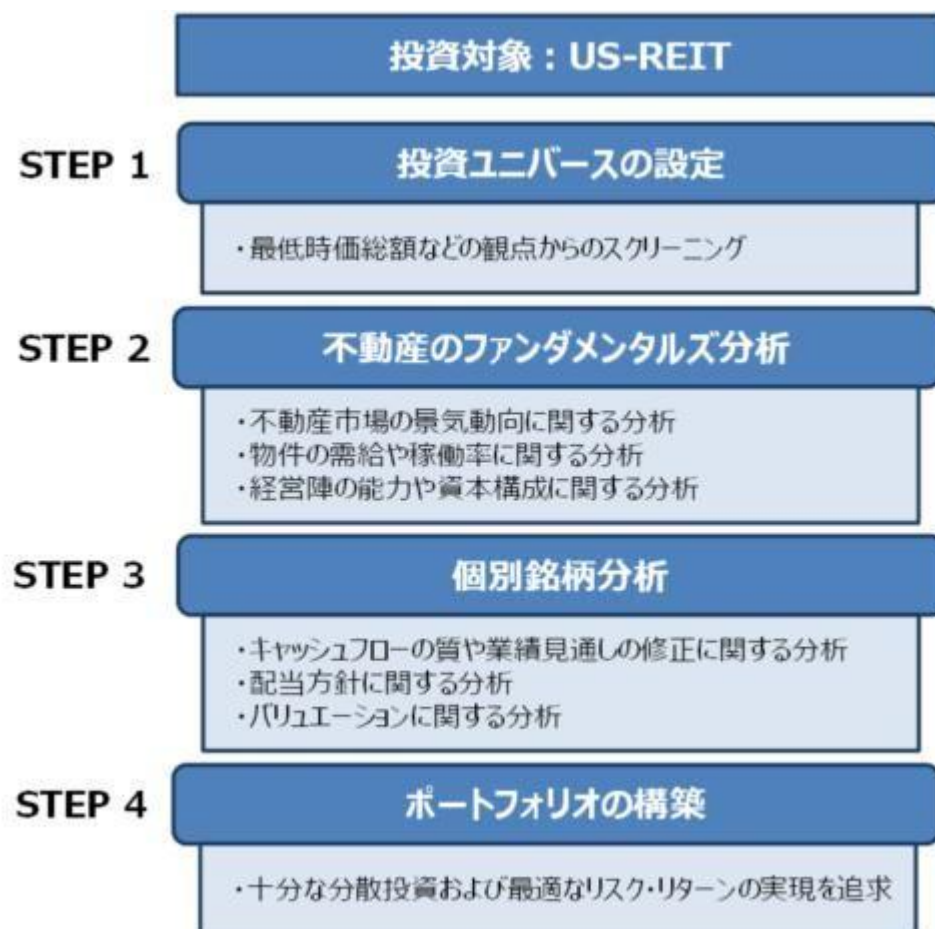 投資対象：US-REIT
STEP 1
投資ユニバースの設定
・最低時価総額などの観点からのスクリーニング
STEP 2
不動産のファンダメンタルズ分析
・不動産市場の景気動向に関する分析
・物件の需給や稼働率に関する分析
・経営陣の能力や資本構成に関する分析
STEP 3
個別銘柄分析
・キャッシュフローの質や業績見通しの修正に関する分析
・配当方針に関する分析
・バリュエーションに関する分析
STEP 4
ポートフォリオの構築
・十分な分散投資および最適なリスク・リターンの実現を追求